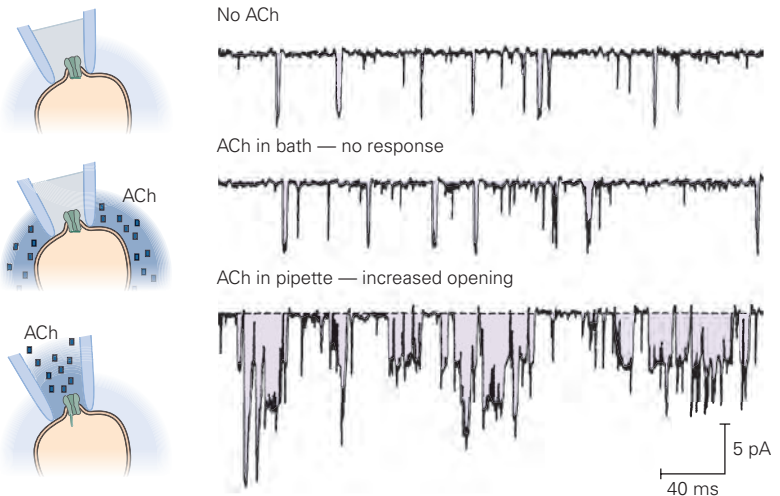 No ACh
ACh in bath — no response
ACh
ACh in pipette — increased opening
ACh
5 pA
40 ms